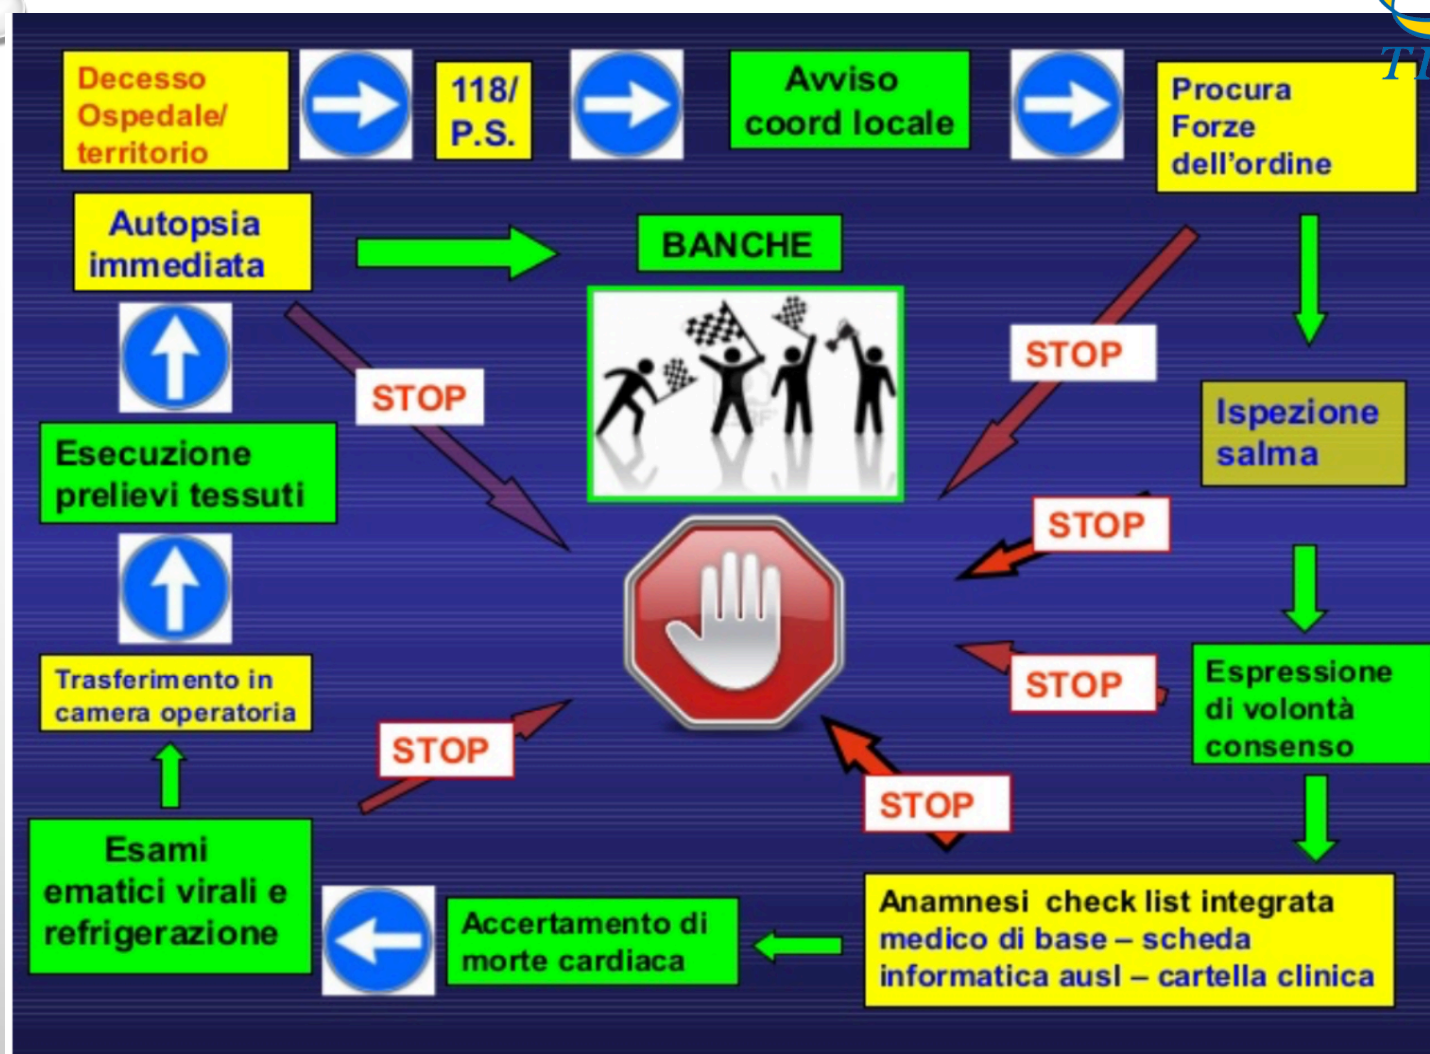 Decesso
Ospedale/
territorio
118/
P.S.
Avviso
coord locale
Procura
Forze
dell'ordine
Autopsia
immediata
BANCHE
STOP
STOP
Ispezione
salma
Esecuzione
prelievi tessuti
STOP
Espressione
di volontà
consenso
STOP
Trasferimento in
camera operatoria
STOP
STOP
Esami
ematici virali e
refrigerazione
Accertamento di
morte cardiaca
Anamnesi check list integrata
medico di base – scheda
informatica ausl – cartella clinica